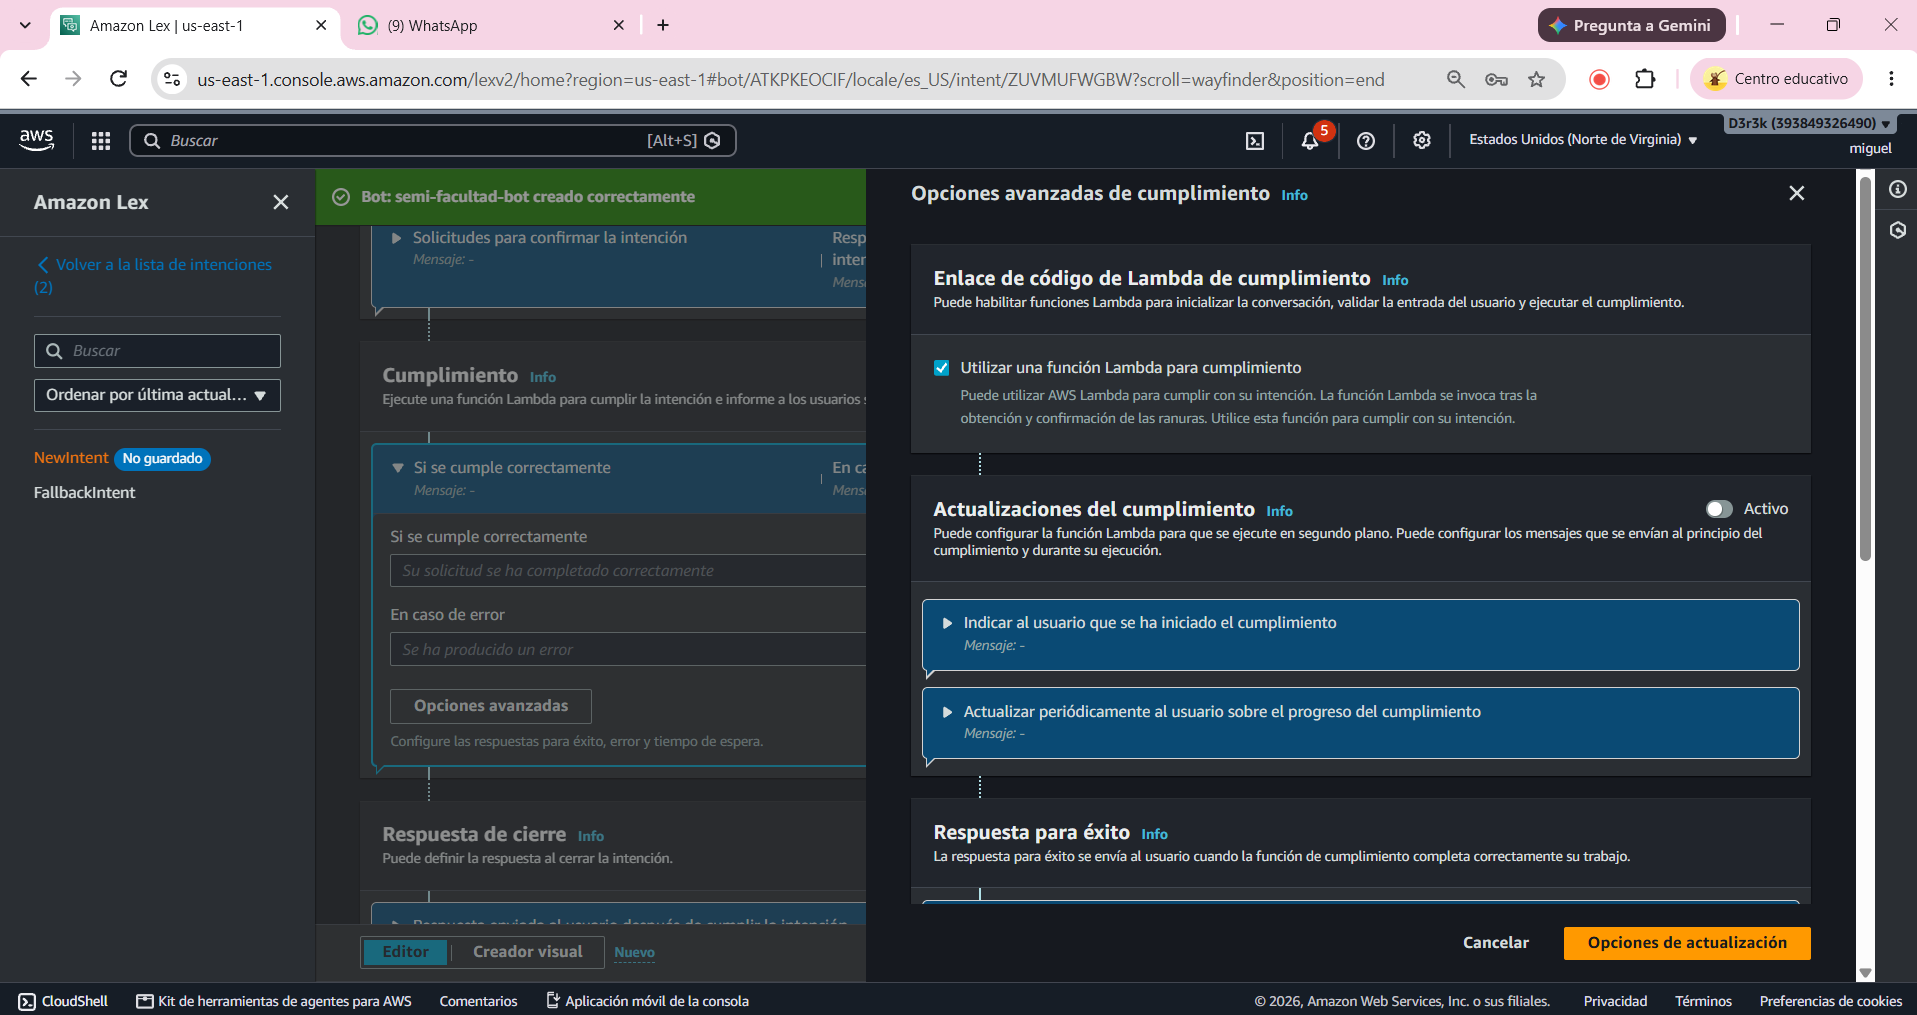 Amazon Lex | us-east-1
(9) WhatsApp
Pregunta a Gemini
us-east-1.console.aws.amazon.com/lexv2/home?region=us-east-1#bot/ATKPKEOCIF/locale/es_US/intent/ZUVMUFWGBW?scroll=wayfinder&position=end
Centro educativo
aws
Buscar
[Alt+S]
5
Estados Unidos (Norte de Virginia)
D3r3k (393849326490)
miguel
Amazon Lex
Volver a la lista de intenciones
(2)
Buscar
Ordenar por última actual...
NewIntent
No guardado
FallbackIntent
Bot: semi-facultad-bot creado correctamente
Solicitudes para confirmar la intención
Mensaje: -
Resp
inter
Mens
Cumplimiento Info
Ejecute una función Lambda para cumplir la intención e informe a los usuarios s
Si se cumple correctamente
Mensaje: -
En ca
Mens
Si se cumple correctamente
Su solicitud se ha completado correctamente
En caso de error
Se ha producido un error
Opciones avanzadas
Configure las respuestas para éxito, error y tiempo de espera.
Respuesta de cierre Info
Puede definir la respuesta al cerrar la intención.
Respuesta enviada al usuario después de cumplir la intención
Editor
Creador visual
Nuevo
Opciones avanzadas de cumplimiento Info
Enlace de código de Lambda de cumplimiento Info
Puede habilitar funciones Lambda para inicializar la conversación, validar la entrada del usuario y ejecutar el cumplimiento.
Utilizar una función Lambda para cumplimiento
Puede utilizar AWS Lambda para cumplir con su intención. La función Lambda se invoca tras la
obtención y confirmación de las ranuras. Utilice esta función para cumplir con su intención.
Actualizaciones del cumplimiento Info
Activo
Puede configurar la función Lambda para que se ejecute en segundo plano. Puede configurar los mensajes que se envían al principio del
cumplimiento y durante su ejecución.
Indicar al usuario que se ha iniciado el cumplimiento
Mensaje: -
Actualizar periódicamente al usuario sobre el progreso del cumplimiento
Mensaje: -
Respuesta para éxito Info
La respuesta para éxito se envía al usuario cuando la función de cumplimiento completa correctamente su trabajo.
Cancelar
Opciones de actualización
CloudShell
Kit de herramientas de agentes para AWS
Comentarios
Aplicación móvil de la consola
© 2026, Amazon Web Services, Inc. o sus filiales.
Privacidad
Términos
Preferencias de cookies